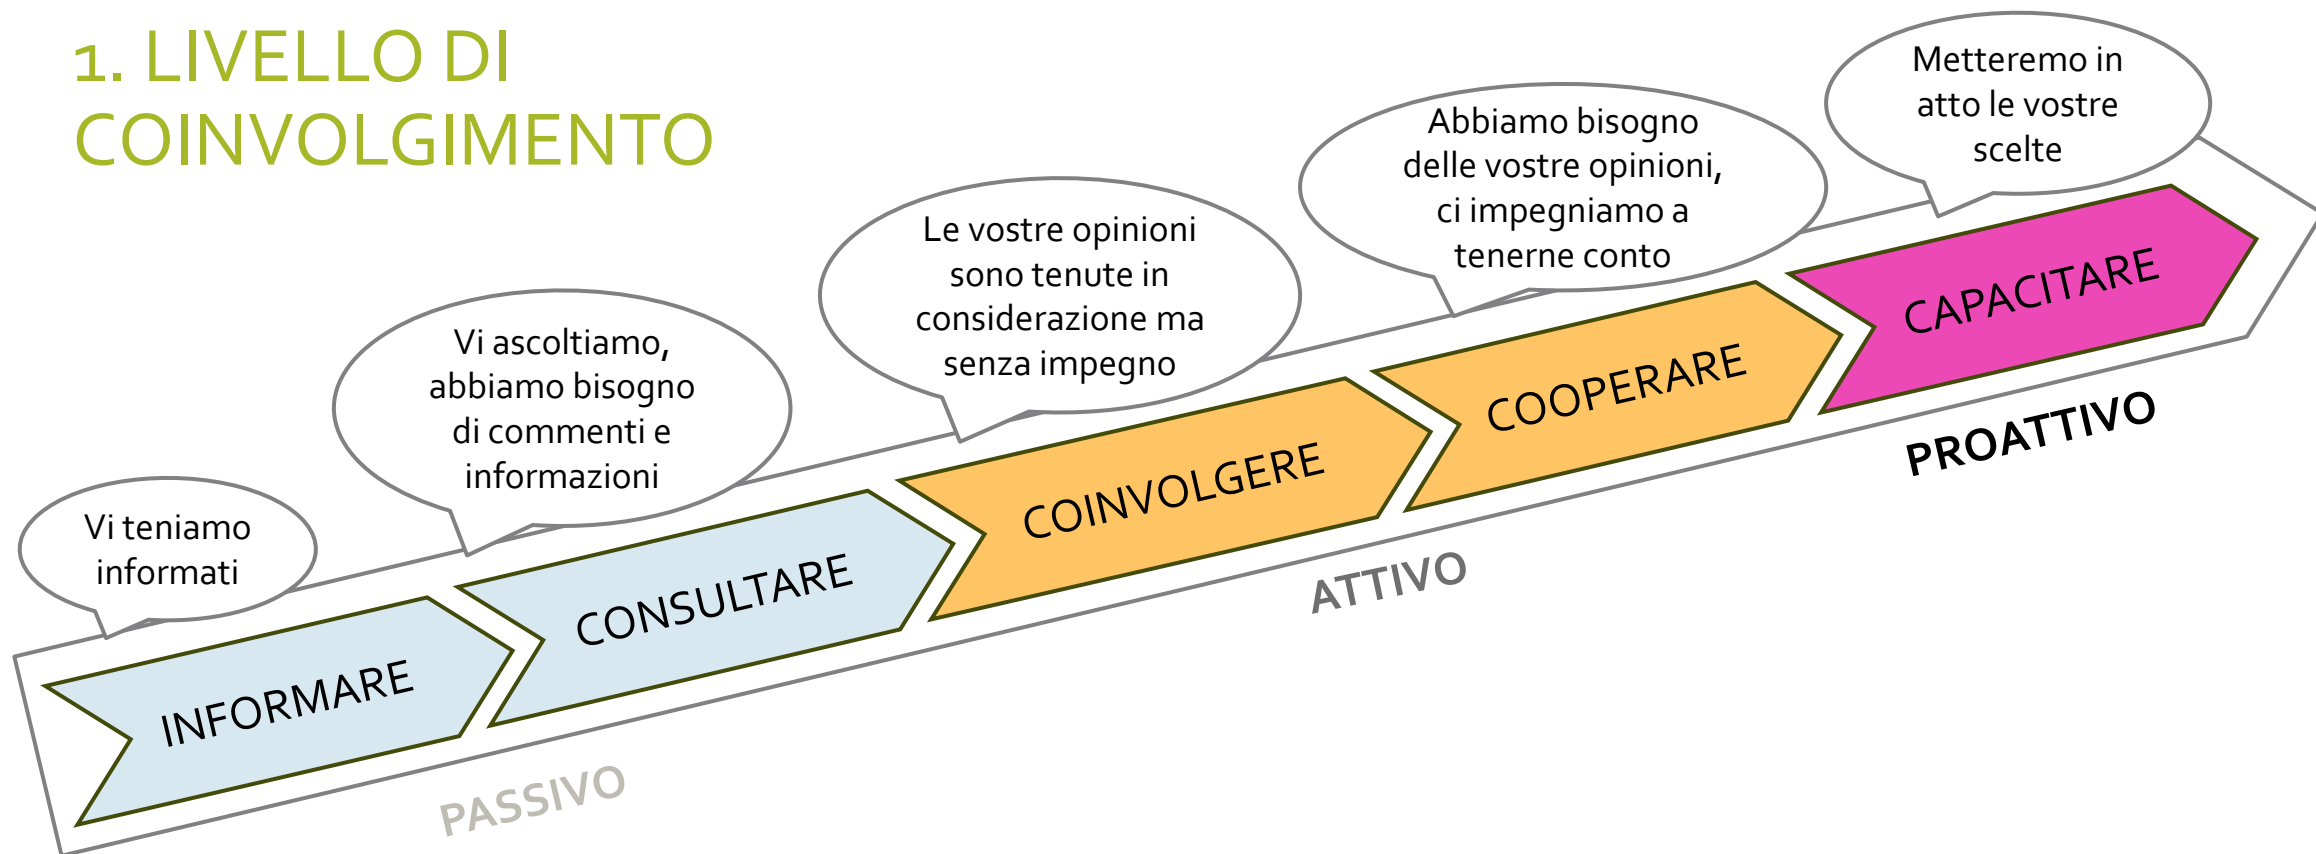 1. LIVELLO DI
COINVOLGIMENTO
Vi teniamo
informati
INFORMARE
Vi ascoltiamo,
abbiamo bisogno
di commenti e
informazioni
CONSULTARE
PASSIVO
Le vostre opinioni
sono tenute in
considerazione ma
senza impegno
COINVOLGERE
Abbiamo bisogno
delle vostre opinioni,
ci impegniamo a
tenerne conto
COOPERARE
ATTIVO
Metteremo in
atto le vostre
scelte
CAPACITARE
PROATTIVO